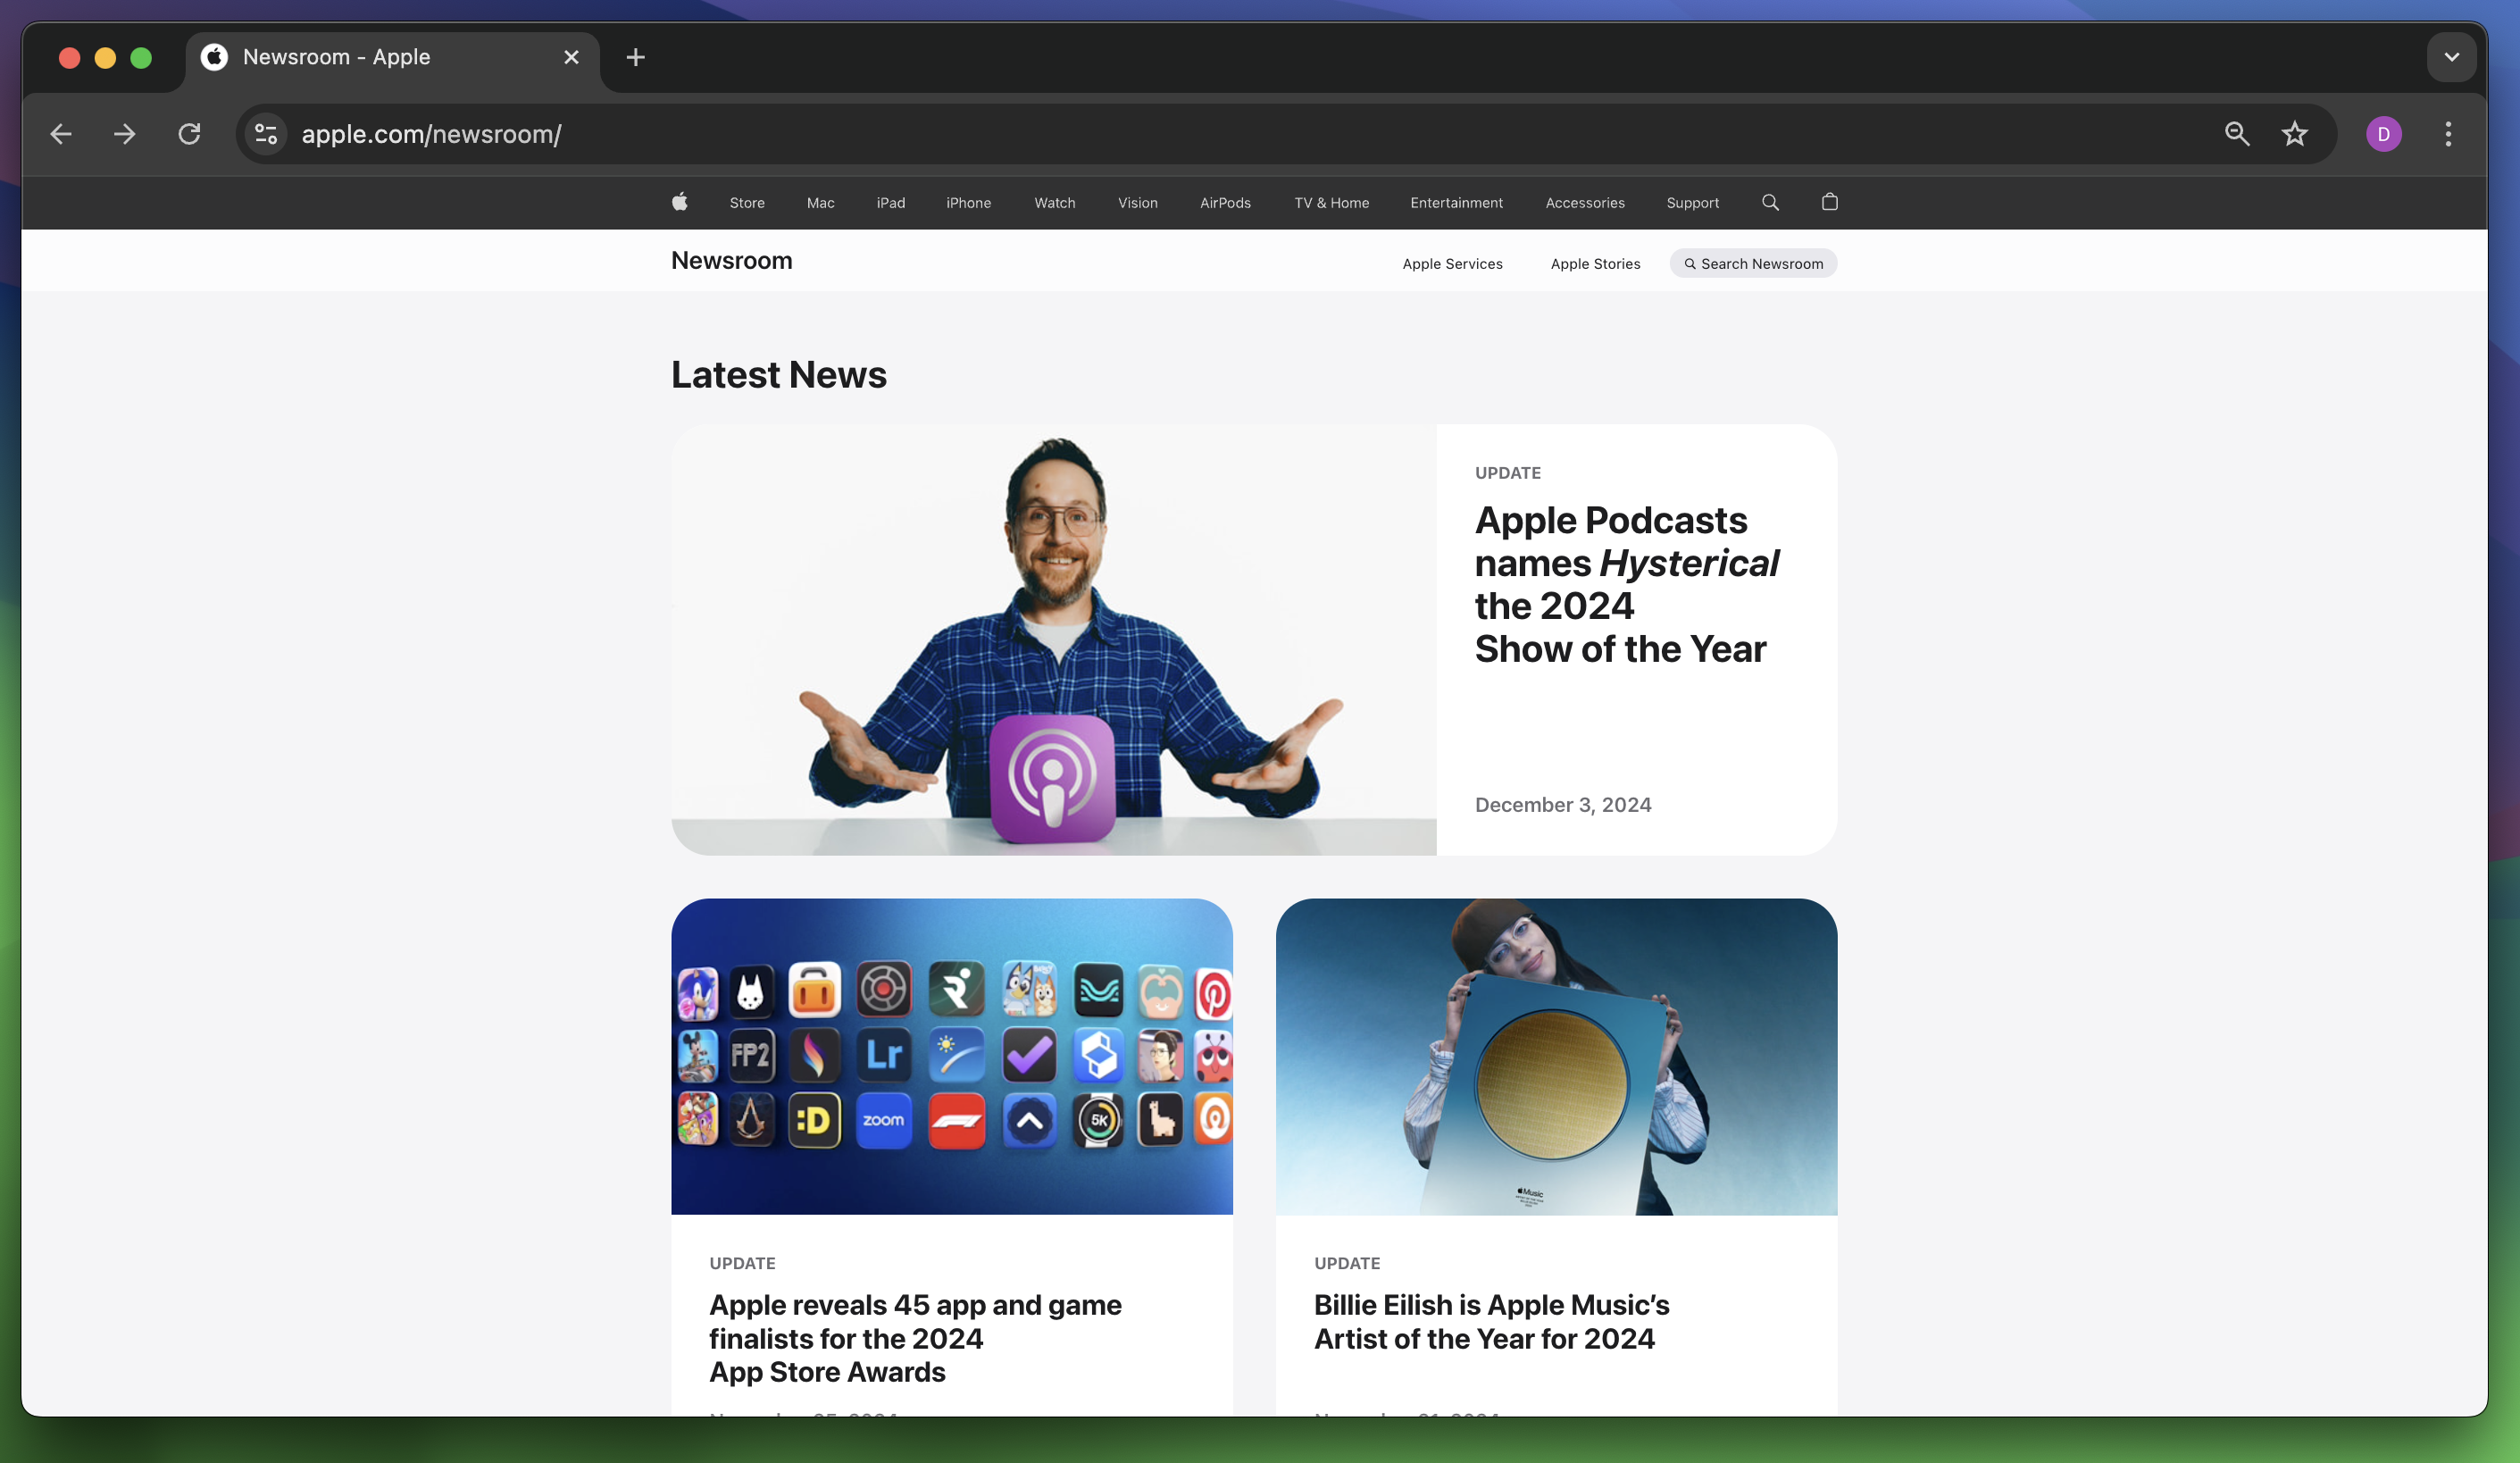 Newsroom - Apple
apple.com/newsroom/
D
Store Mac iPad iPhone Watch Vision AirPods TV & Home Entertainment Accessories Support
Newsroom
Apple Services Apple Stories Search Newsroom
Latest News
UPDATE
Apple Podcasts
names Hysterical
the 2024
Show of the Year
December 3, 2024
FP2 Lr
:D zoom 5K
Music
UPDATE
Apple reveals 45 app and game
finalists for the 2024
App Store Awards
UPDATE
Billie Eilish is Apple Music’s
Artist of the Year for 2024